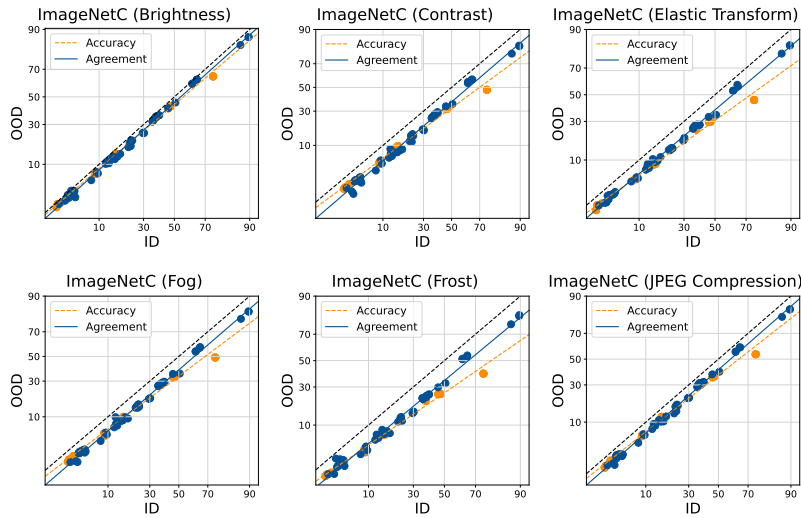 ImageNetC (Brightness)
Accuracy
Agreement
OOD
90
70
50
30
10
10 30 50 70 90
ID
ImageNetC (Contrast)
Accuracy
Agreement
OOD
90
70
50
30
10
10 30 50 70 90
ID
ImageNetC (Elastic Transform)
Accuracy
Agreement
OOD
90
70
50
30
10
10 30 50 70 90
ID
ImageNetC (Fog)
Accuracy
Agreement
OOD
90
70
50
30
10
10 30 50 70 90
ID
ImageNetC (Frost)
Accuracy
Agreement
OOD
90
70
50
30
10
10 30 50 70 90
ID
ImageNetC (JPEG Compression)
Accuracy
Agreement
OOD
90
70
50
30
10
10 30 50 70 90
ID